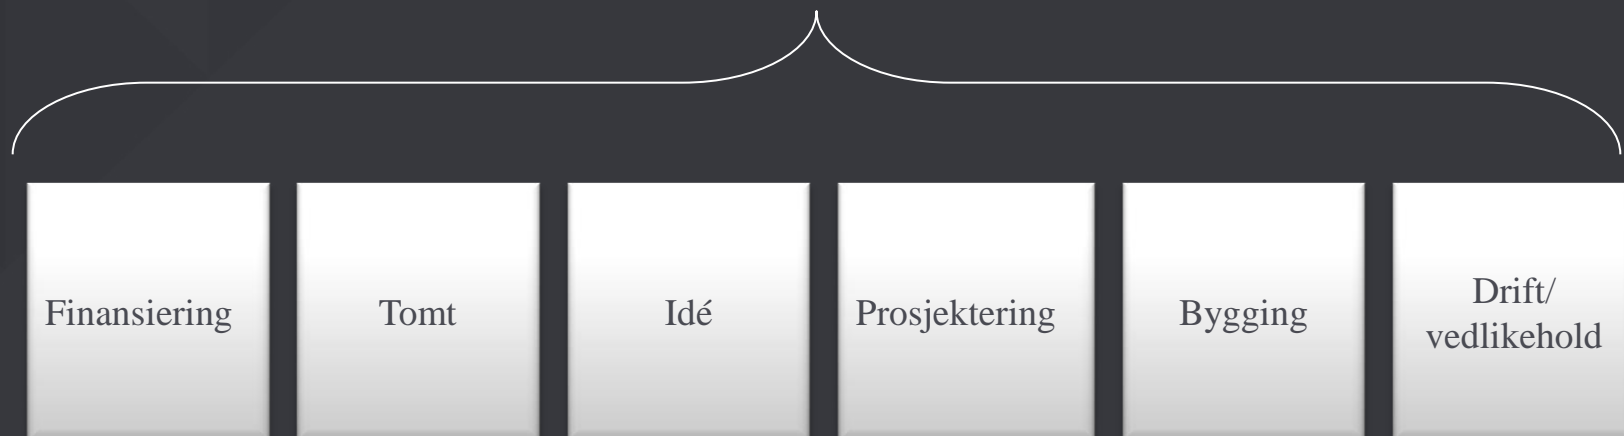 Finansiering
Tomt
Idé
Prosjektering
Bygging
Drift/
vedlikehold